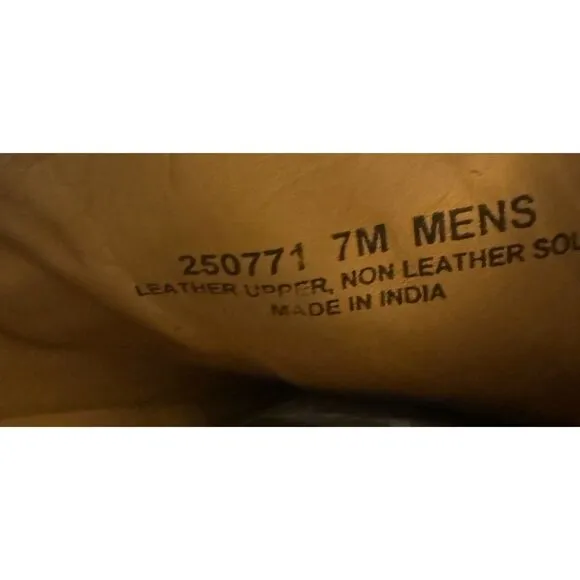 250771 7M MENS
LEATHER UPPER, NON LEATHER SOL
MADE IN INDIA